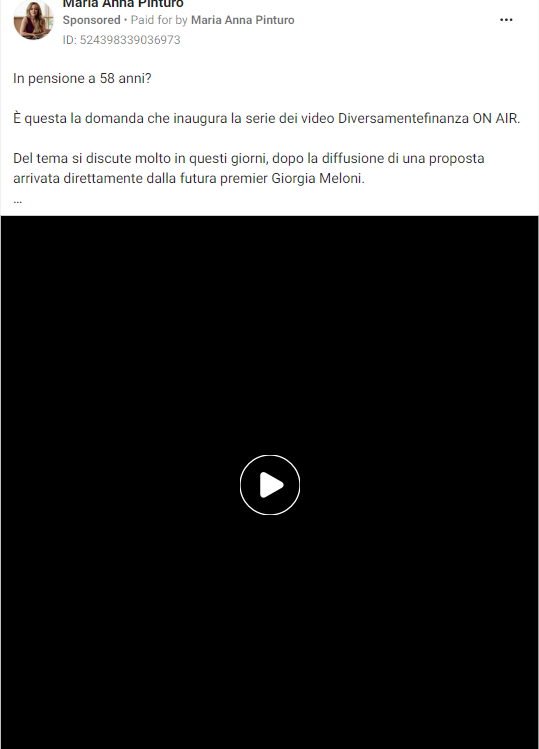 Maria Anna Pinturo
Sponsored • Paid for by Maria Anna Pinturo
ID: 524398339036973
In pensione a 58 anni?
È questa la domanda che inaugura la serie dei video Diversamentefinanza ON AIR.
Del tema si discute molto in questi giorni, dopo la diffusione di una proposta
arrivata direttamente dalla futura premier Giorgia Meloni.
...